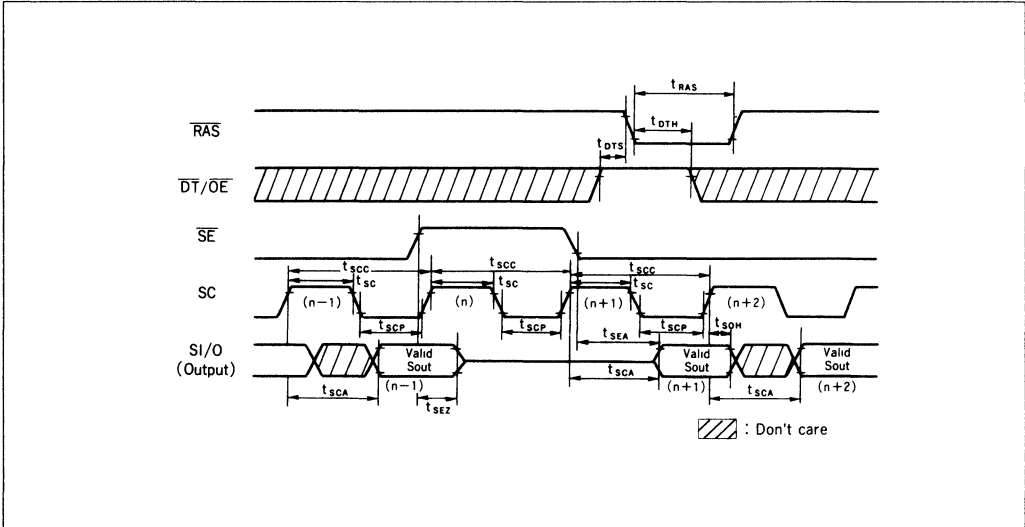 t RAS
RAS
t DTH
t DTS
DT/OE
SE
t SCC t SCC t SCC
t SC t SC t SC
SC (n-1) (n) (n+1) (n+2)
t SCP t SCP t SCP t SOH
t SEA
SI/O
(Output)
Valid Sout Valid Sout Valid Sout
(n-1) t SCA (n+1) (n+2)
t SCA t SEZ t SCA
: Don't care